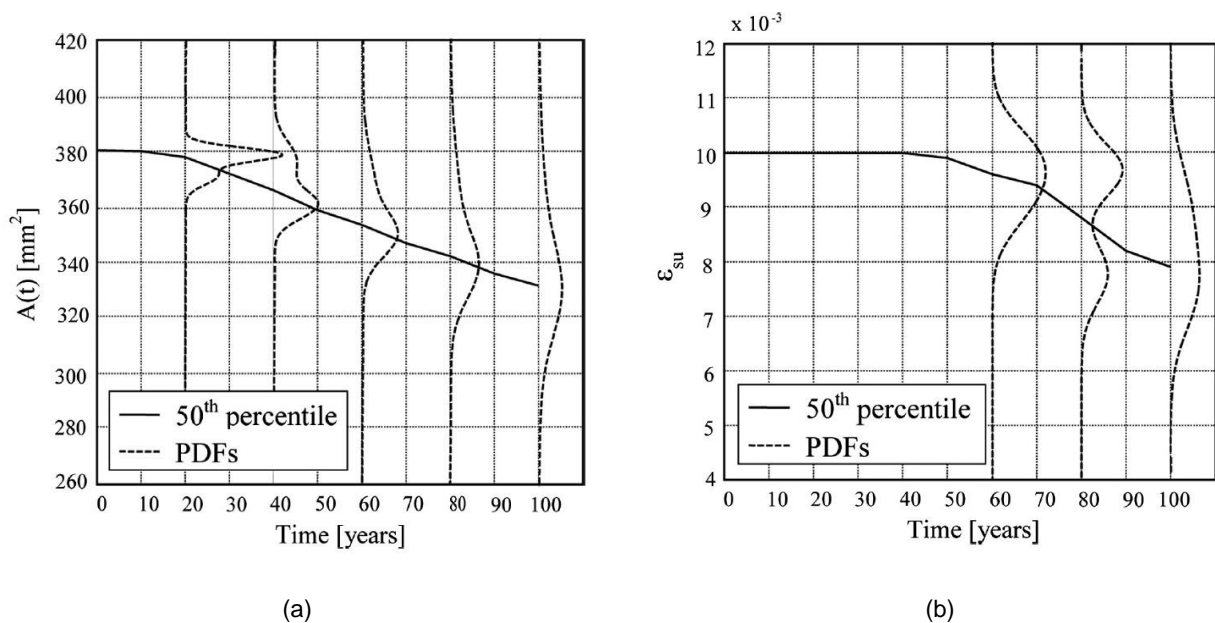 420
400
380
360
340
320
300
280
260
A(t) [mm2]
0 10 20 30 40 50 60 70 80 90 100
Time [years]
50th percentile
PDFs
(a)
x 10-3
12
11
10
9
8
7
6
5
4
εsu
0 10 20 30 40 50 60 70 80 90 100
Time [years]
50th percentile
PDFs
(b)